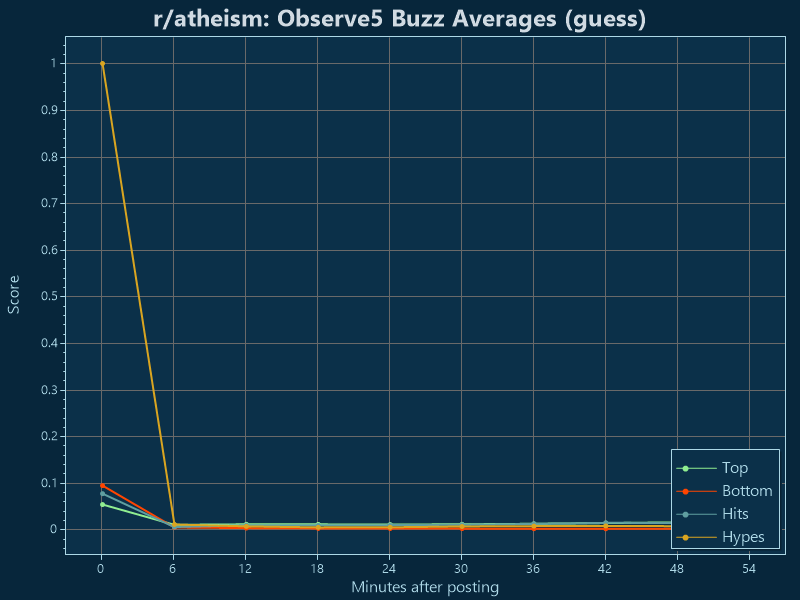 r/atheism: Observe5 Buzz Averages (guess)
Score
1
0.9
0.8
0.7
0.6
0.5
0.4
0.3
0.2
0.1
0
Top
Bottom
Hits
Hypes
0 6 12 18 24 30 36 42 48 54
Minutes after posting